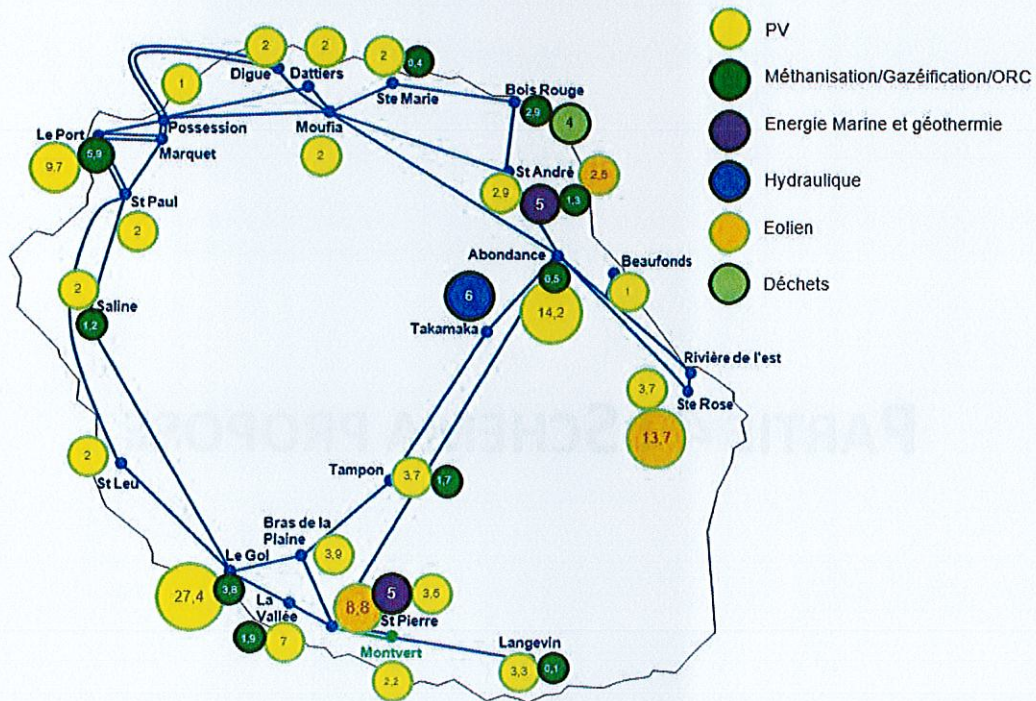 PV
Méthanisation/Gazéification/ORC
Energie Marine et géothermie
Hydraulique
Eolien
Déchets
2
2
2
0,4
Digue
Dattiers
Ste Marie
Bois Rouge
1
2,9
4
Le Port
Possession
Moufia
Marquet
9,7
5,9
2
St André
2,5
2,9
5
1,3
St Paul
2
Abondance
Beaufonds
0,5
1
2
Saline
1,2
6
14,2
Takamaka
Rivière de l'est
3,7
Ste Rose
13,7
2
St Leu
Tampon
3,7
1,7
Bras de la
Plaine
3,9
Le Gol
27,4
3,8
La
Vallée
8,8
5
3,5
St Pierre
1,9
7
Montvert
Langevin
2,2
3,3
0,1